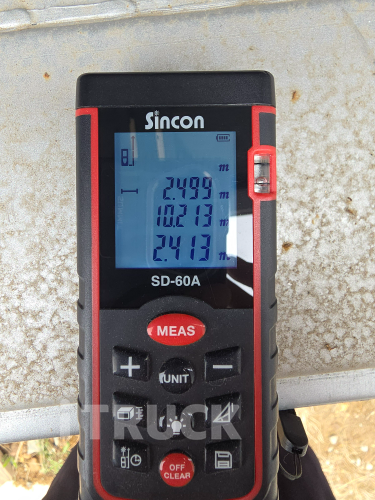 Sincon
2.499 m
10.213 m
2.413 m
SD-60A
MEAS
UNIT
TRUCK
OFF
CLEAR